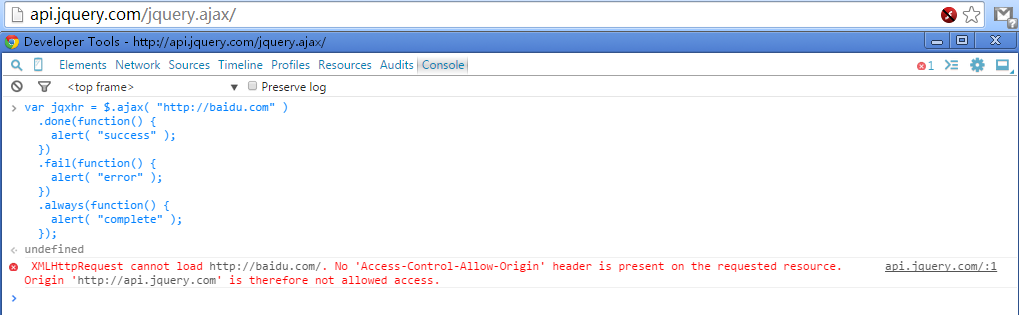 api.jquery.com/jquery.ajax/
Developer Tools - http://api.jquery.com/jquery.ajax/
Elements Network Sources Timeline Profiles Resources Audits Console 1
<top frame> Preserve log
var jqxhr = $.ajax( "http://baidu.com" )
.done(function() {
alert( "success" );
})
.fail(function() {
alert( "error" );
})
.always(function() {
alert( "complete" );
});
undefined
XMLHttpRequest cannot load http://baidu.com/. No 'Access-Control-Allow-Origin' header is present on the requested resource. api.jquery.com/:1
Origin 'http://api.jquery.com' is therefore not allowed access.